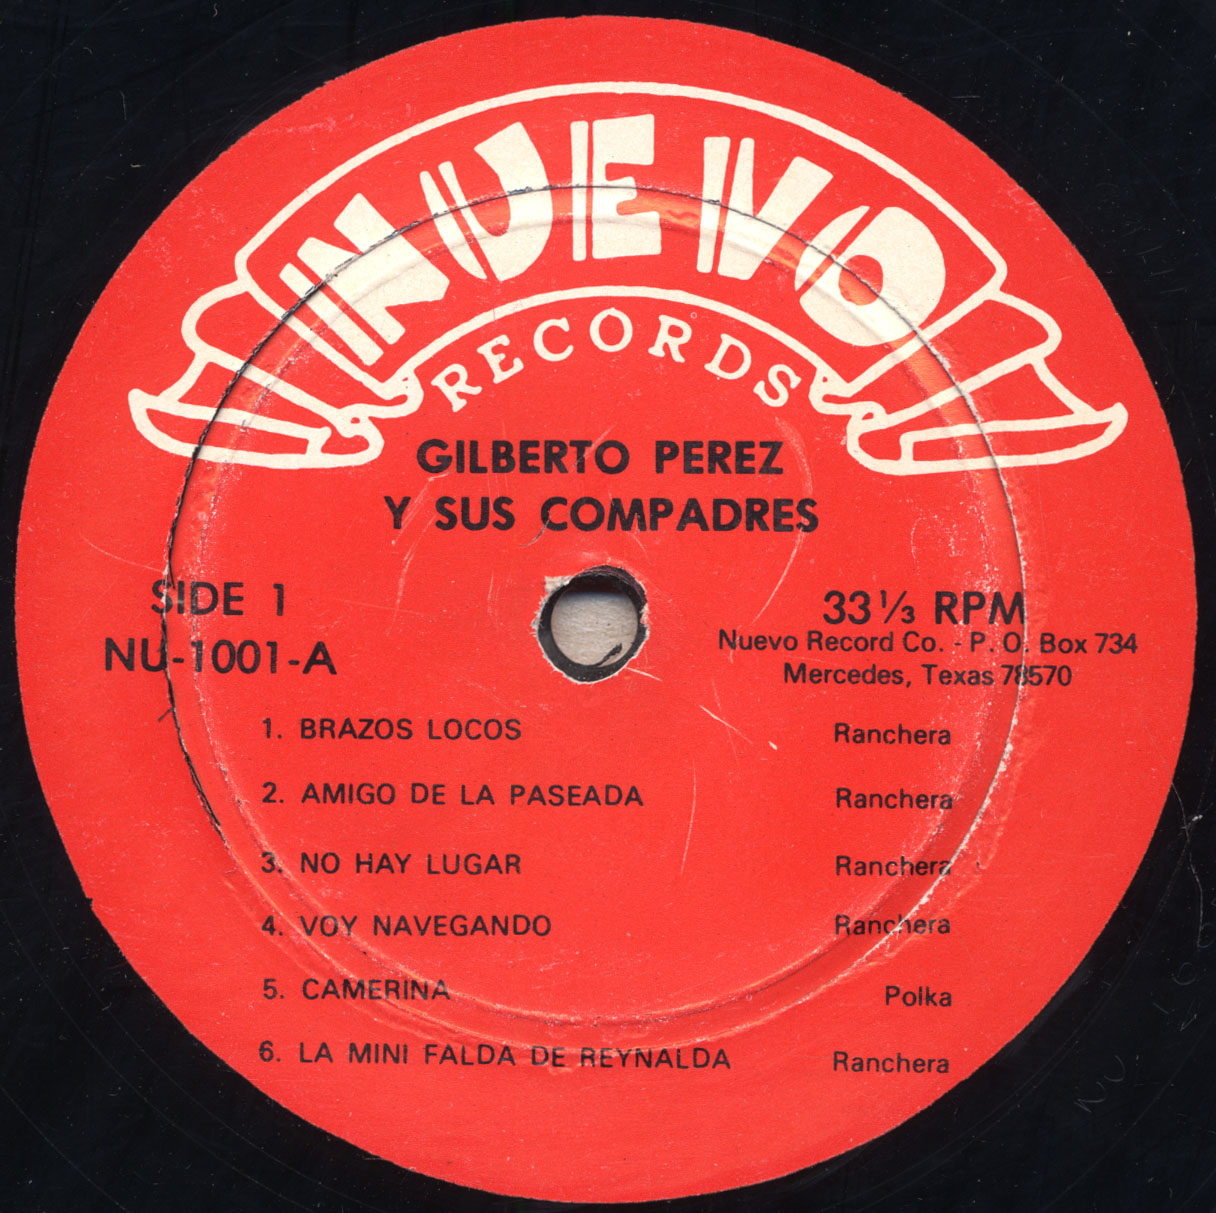 NUEVO
RECORDS
GILBERTO PEREZ
Y SUS COMPADRES
SIDE 1
NU-1001-A
33 1/3 RPM
Nuevo Record Co. - P. O. Box 734
Mercedes, Texas 78570
1. BRAZOS LOCOS Ranchera
2. AMIGO DE LA PASEADA Ranchera
3. NO HAY LUGAR Ranchera
4. VOY NAVEGANDO Ranchera
5. CAMERINA Polka
6. LA MINI FALDA DE REYNALDA Ranchera